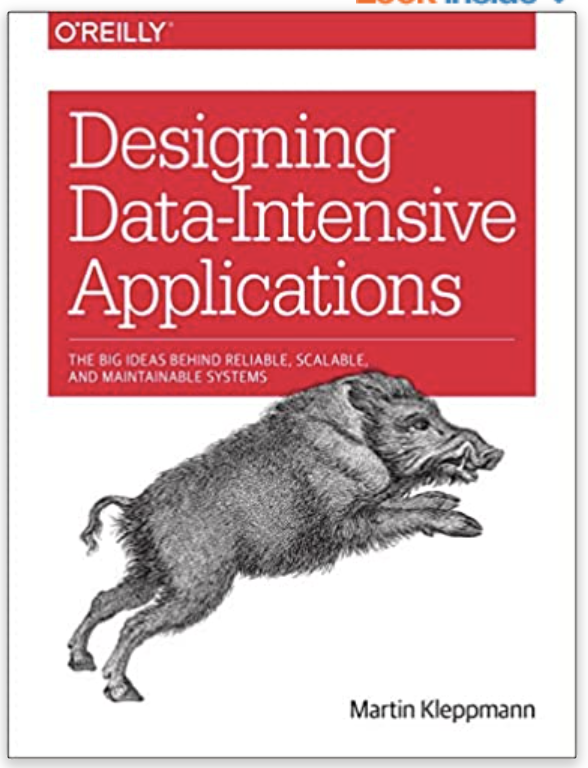 O'REILLY®
Designing
Data-Intensive
Applications
THE BIG IDEAS BEHIND RELIABLE, SCALABLE,
AND MAINTAINABLE SYSTEMS
Martin Kleppmann